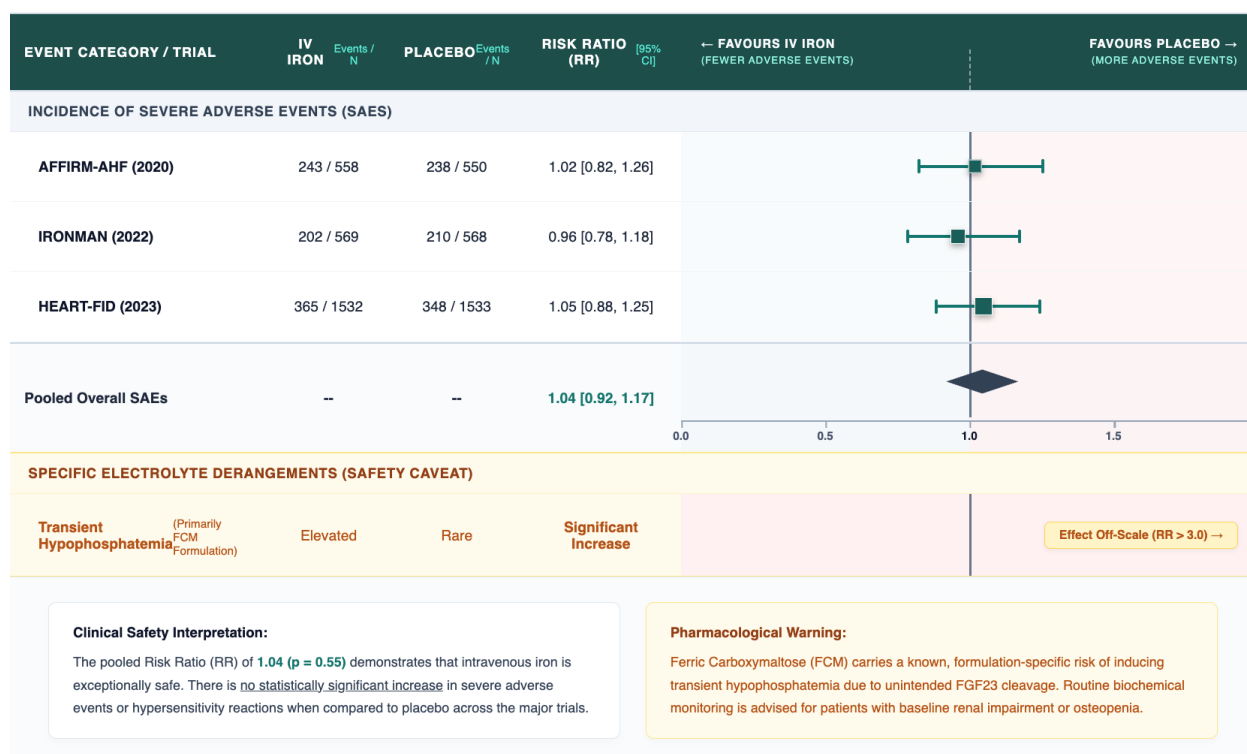 EVENT CATEGORY / TRIAL
IV IRON Events / N
PLACEBO Events / N
RISK RATIO (RR) [95% CI]
← FAVOURS IV IRON
(FEWER ADVERSE EVENTS)
FAVOURS PLACEBO →
(MORE ADVERSE EVENTS)
INCIDENCE OF SEVERE ADVERSE EVENTS (SAES)
AFFIRM-AHF (2020) 243 / 558 238 / 550 1.02 [0.82, 1.26]
IRONMAN (2022) 202 / 569 210 / 568 0.96 [0.78, 1.18]
HEART-FID (2023) 365 / 1532 348 / 1533 1.05 [0.88, 1.25]
Pooled Overall SAEs -- -- 1.04 [0.92, 1.17]
0.0 0.5 1.0 1.5
SPECIFIC ELECTROLYTE DERANGEMENTS (SAFETY CAVEAT)
Transient Hypophosphatemia (Primarily FCM Formulation) Elevated Rare Significant Increase Effect Off-Scale (RR > 3.0) →
Clinical Safety Interpretation:
The pooled Risk Ratio (RR) of 1.04 (p = 0.55) demonstrates that intravenous iron is
exceptionally safe. There is no statistically significant increase in severe adverse
events or hypersensitivity reactions when compared to placebo across the major trials.
Pharmacological Warning:
Ferric Carboxymaltose (FCM) carries a known, formulation-specific risk of inducing
transient hypophosphatemia due to unintended FGF23 cleavage. Routine biochemical
monitoring is advised for patients with baseline renal impairment or osteopenia.